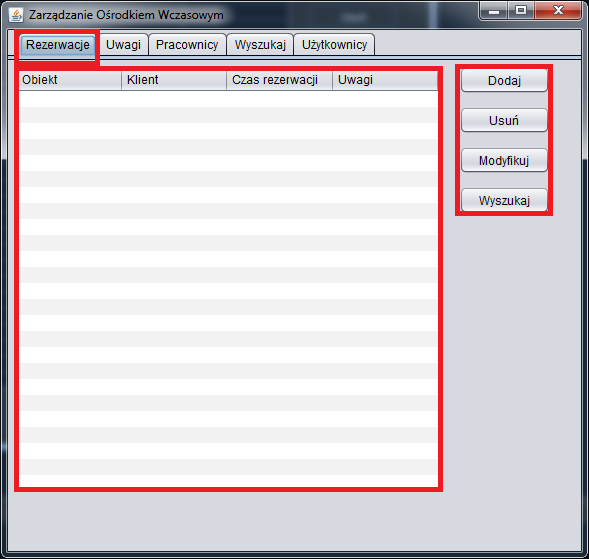 Zarządzanie Ośrodkiem Wczasowym
Rezerwacje Uwagi Pracownicy Wyszukaj Użytkownicy
Obiekt Klient Czas rezerwacji Uwagi
Dodaj
Usuń
Modyfikuj
Wyszukaj